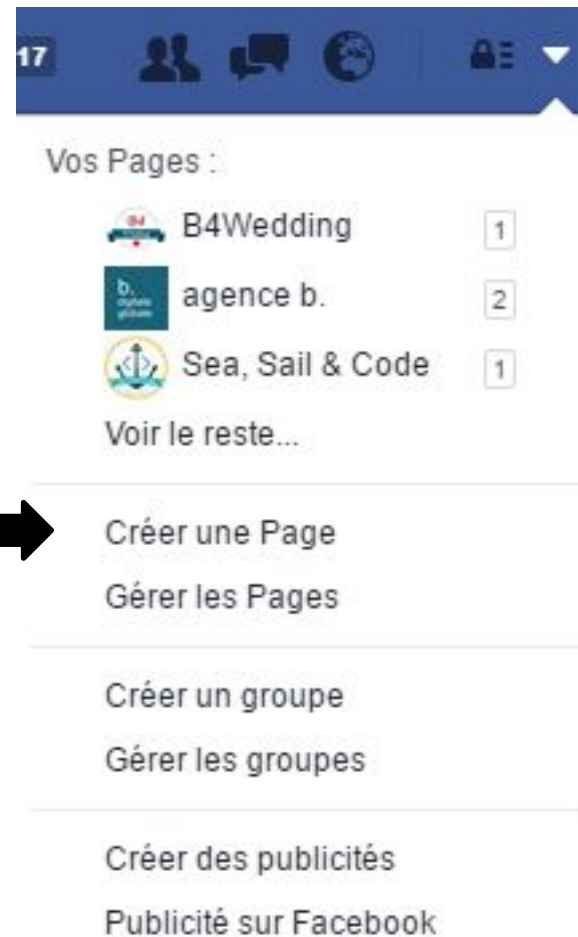 17
Vos Pages :
B4Wedding 1
b.
agence b. 2
Sea, Sail & Code 1
Voir le reste...
Créer une Page
Gérer les Pages
Créer un groupe
Gérer les groupes
Créer des publicités
Publicité sur Facebook